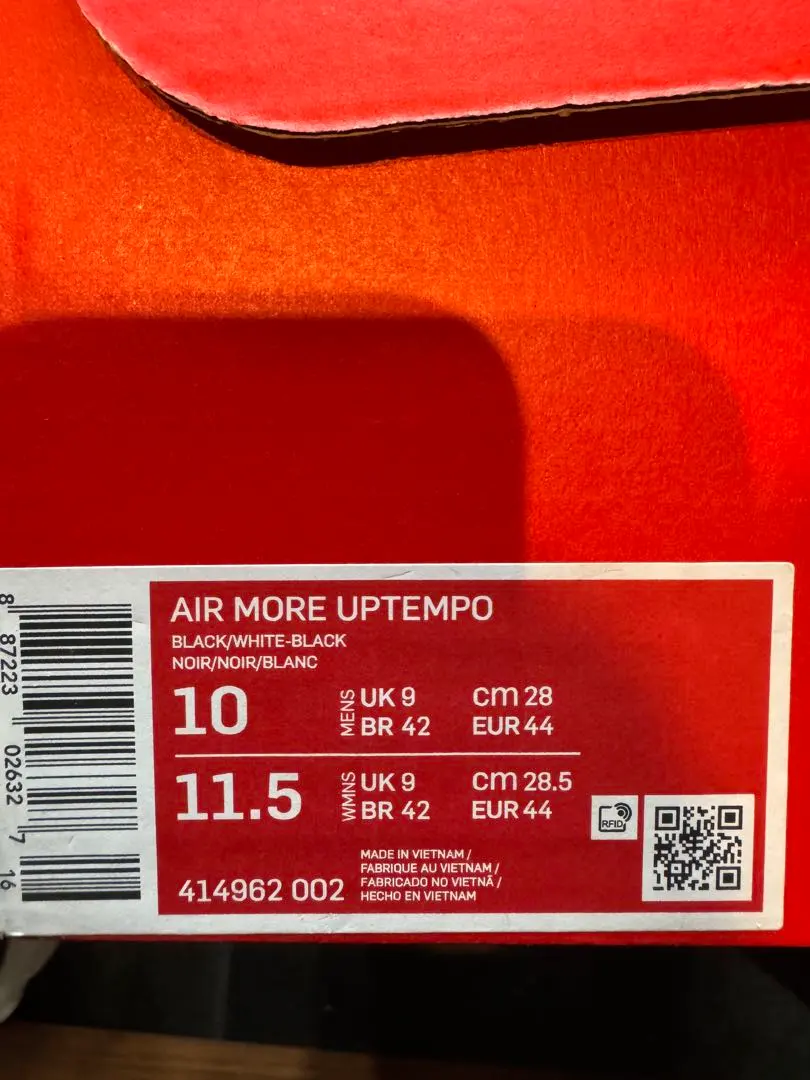 8 87223 02632 7 16
AIR MORE UPTEMPO
BLACK/WHITE-BLACK
NOIR/NOIR/BLANC
10
MENS
UK 9 cm 28
BR 42 EUR 44
11.5
WMNS
UK 9 cm 28.5
BR 42 EUR 44
RFID
414962 002
MADE IN VIETNAM /
FABRIQUE AU VIETNAM /
FABRICADO NO VIETNÃ /
HECHO EN VIETNAM